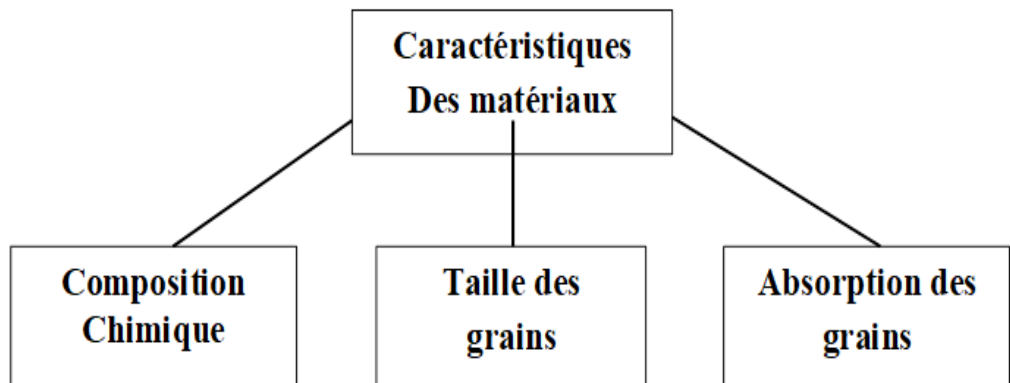 Caractéristiques
Des matériaux
Composition
Chimique
Taille des
grains
Absorption des
grains